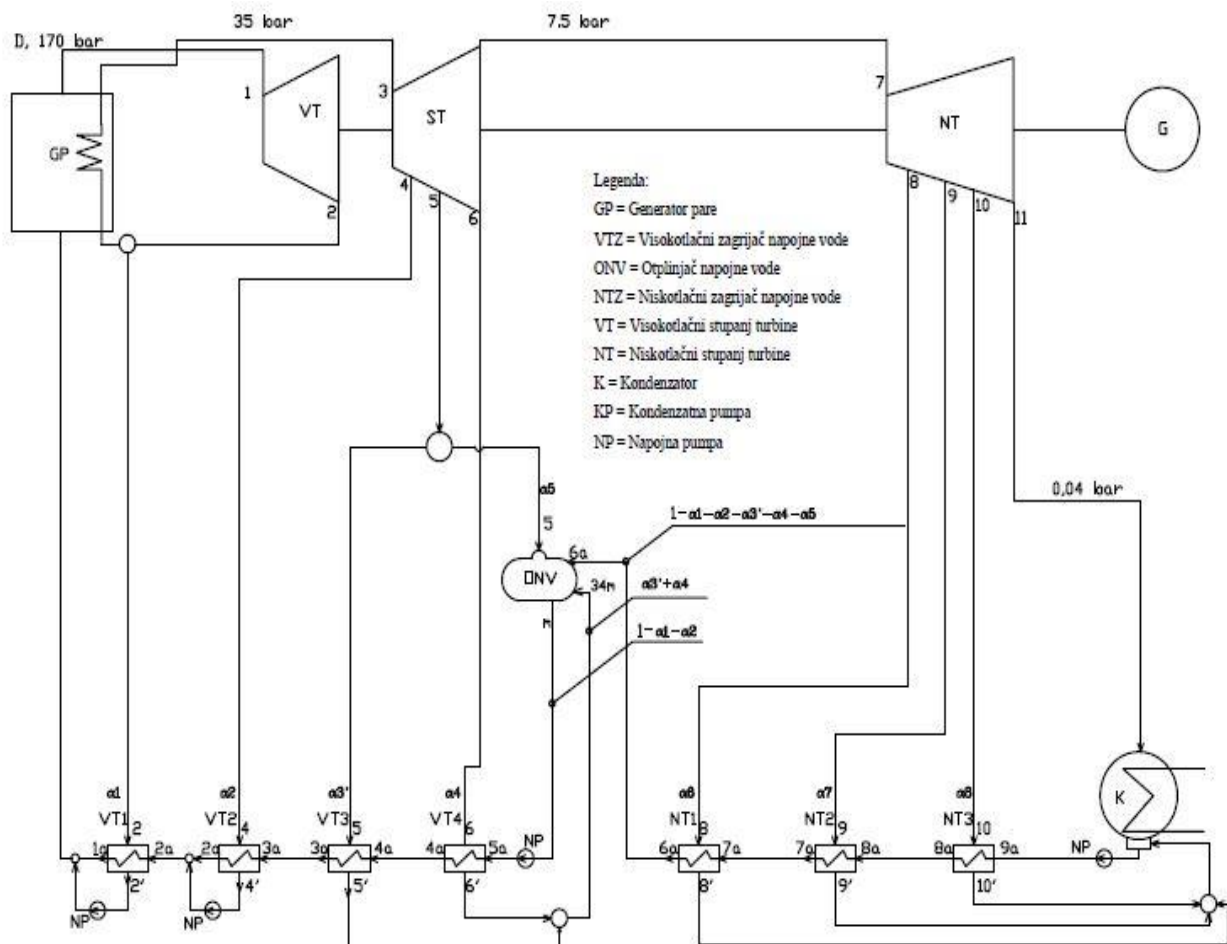 35 bar
7.5 bar
D, 170 bar
1
VT
3
ST
7
NT
G
GP
4
2
5
6
8
9
10
11
Legenda:
GP = Generator pare
VTZ = Visokotlačni zagrijač napojne vode
ONV = Otplinjač napojne vode
NTZ = Niskotlačni zagrijač napojne vode
VT = Visokotlačni stupanj turbine
NT = Niskotlačni stupanj turbine
K = Kondenzator
KP = Kondenzatna pumpa
NP = Napojna pumpa
α5
5
1-α1-α2-α3'-α4-α5
0,04 bar
6a
ONV
34m
α3'+α4
m
1-α1-α2
α1
α2
α3'
α4
α6
α7
α8
K
VT1
VT2
VT3
VT4
NT1
NT2
NT3
2
4
5
6
8
9
10
1a
2a
2a
3a
3a
4a
4a
5a
NP
6a
7a
7a
8a
8a
9a
NP
2'
4'
5'
6'
8'
9'
10'
NP
NP